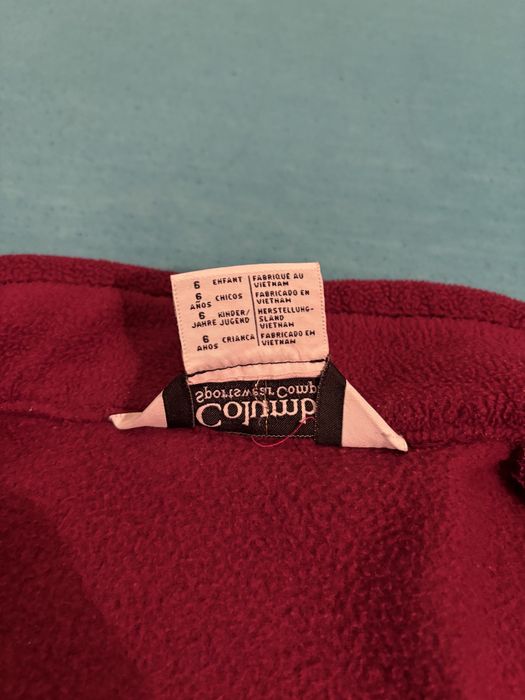 6 ENFANT FABRIQUÉ AU VIETNAM
6 AÑOS CHICOS FABRICADO EN VIETNAM
6 JAHRE KINDER/JUGEND HERSTELLUNGSLAND VIETNAM
6 ANOS CRIANCA FABRICADO EM VIETNAM
Columb
Sportswear Comp